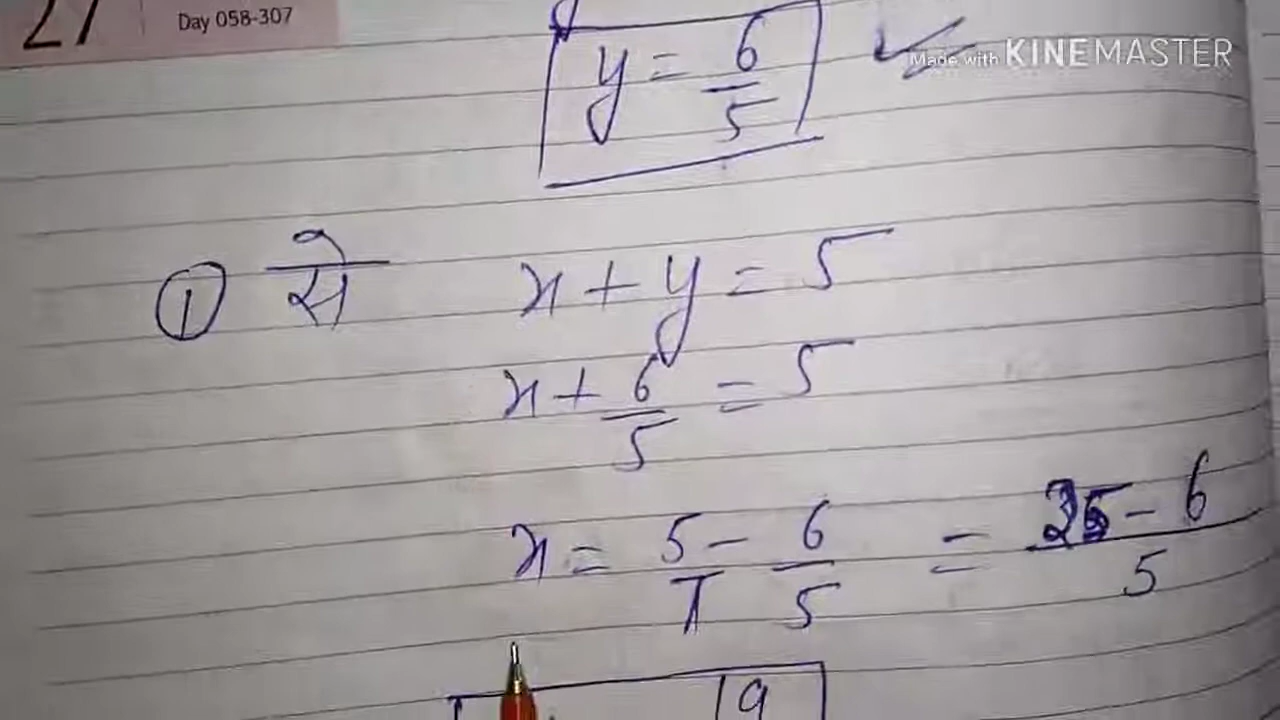 27 Day 058-307
y = 6/5
Made with KINEMASTER
① से x + y = 5
x + 6/5 = 5
x = 5/1 - 6/5 = 25 - 6/5
19